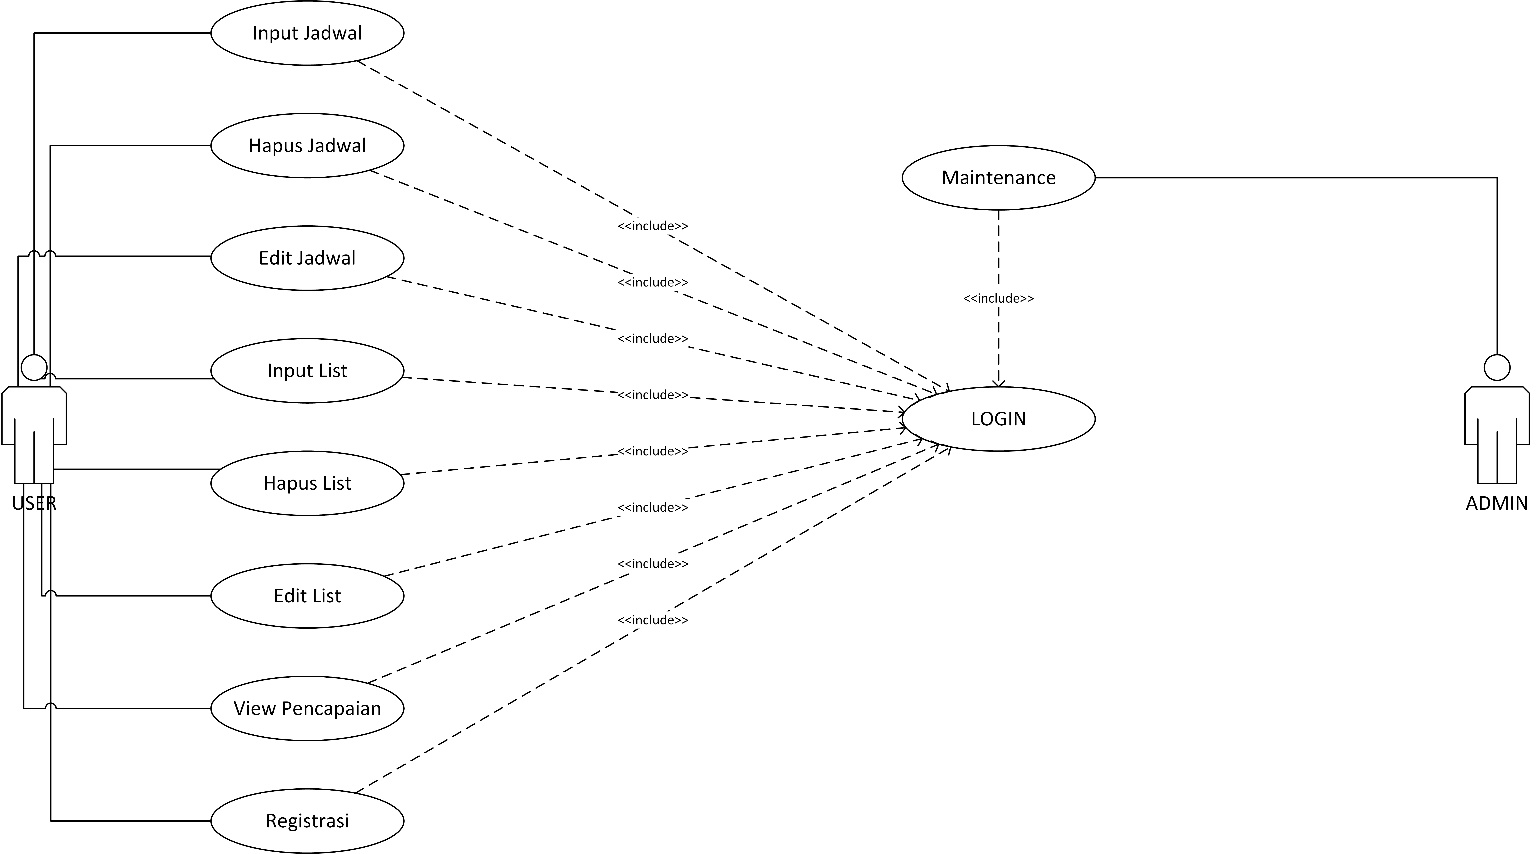 Input Jadwal
Hapus Jadwal
Maintenance
<<include>>
Edit Jadwal
<<include>>
<<include>>
<<include>>
Input List
<<include>>
LOGIN
<<include>>
Hapus List
USER
ADMIN
<<include>>
<<include>>
Edit List
<<include>>
View Pencapaian
Registrasi